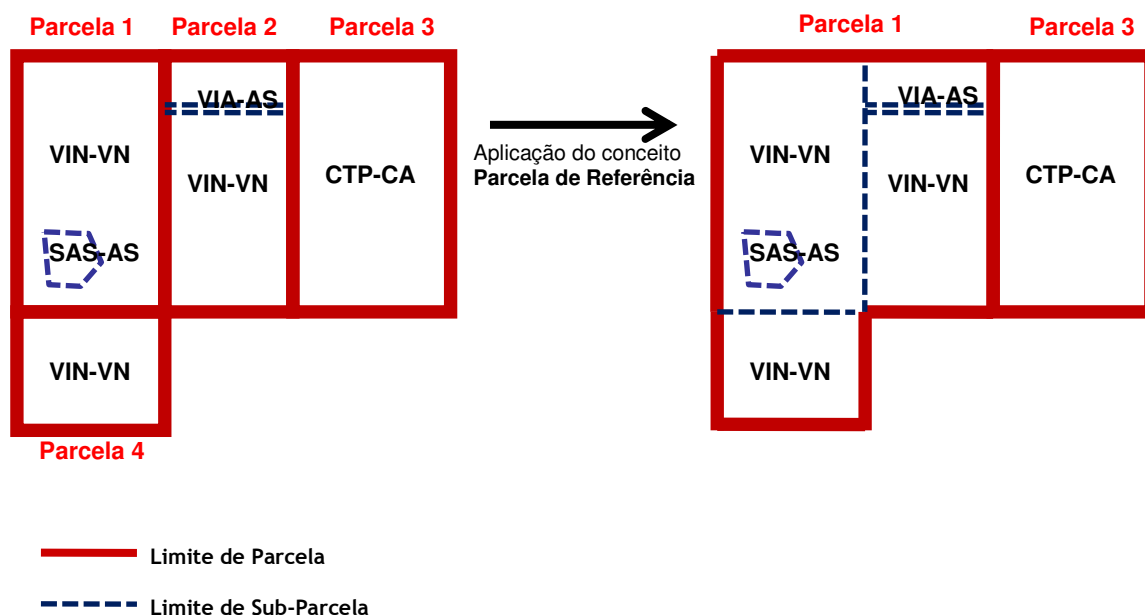 Parcela 1
Parcela 2
Parcela 3
VIA-AS
VIN-VN
VIN-VN
CTP-CA
SAS-AS
VIN-VN
Parcela 4
Aplicação do conceito
Parcela de Referência
Parcela 1
Parcela 3
VIA-AS
VIN-VN
VIN-VN
CTP-CA
SAS-AS
VIN-VN
Limite de Parcela
Limite de Sub-Parcela